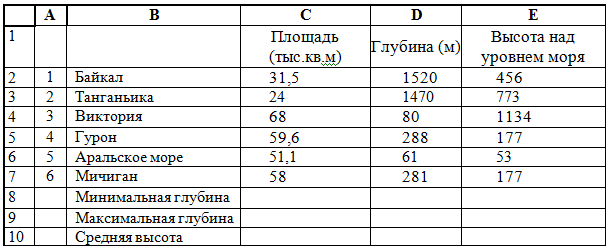 A B C D E
1 Площадь (тыс.кв.м) Глубина (м) Высота над уровнем моря
2 1 Байкал 31,5 1520 456
3 2 Танганьика 24 1470 773
4 3 Виктория 68 80 1134
5 4 Гурон 59,6 288 177
6 5 Аральское море 51,1 61 53
7 6 Мичиган 58 281 177
8 Минимальная глубина
9 Максимальная глубина
10 Средняя высота